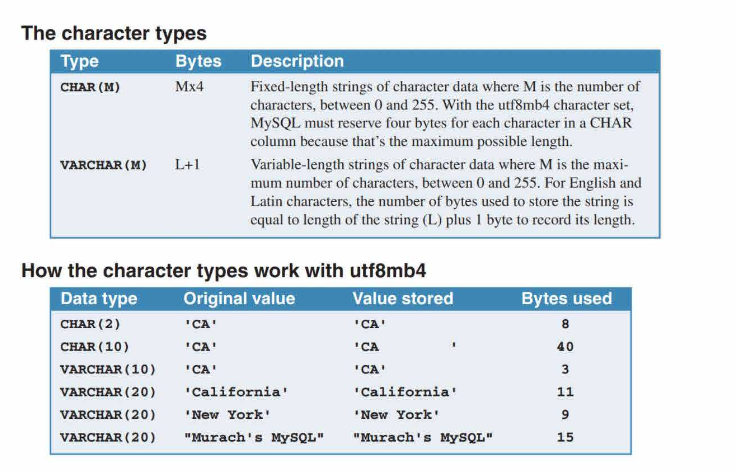 The character types
Type Bytes Description
CHAR(M) Mx4 Fixed-length strings of character data where M is the number of
characters, between 0 and 255. With the utf8mb4 character set,
MySQL must reserve four bytes for each character in a CHAR
column because that's the maximum possible length.
VARCHAR(M) L+1 Variable-length strings of character data where M is the maxi-
mum number of characters, between 0 and 255. For English and
Latin characters, the number of bytes used to store the string is
equal to length of the string (L) plus 1 byte to record its length.
How the character types work with utf8mb4
Data type Original value Value stored Bytes used
CHAR(2) 'CA' 'CA' 8
CHAR(10) 'CA' 'CA        ' 40
VARCHAR(10) 'CA' 'CA' 3
VARCHAR(20) 'California' 'California' 11
VARCHAR(20) 'New York' 'New York' 9
VARCHAR(20) "Murach's MySQL" "Murach's MySQL" 15